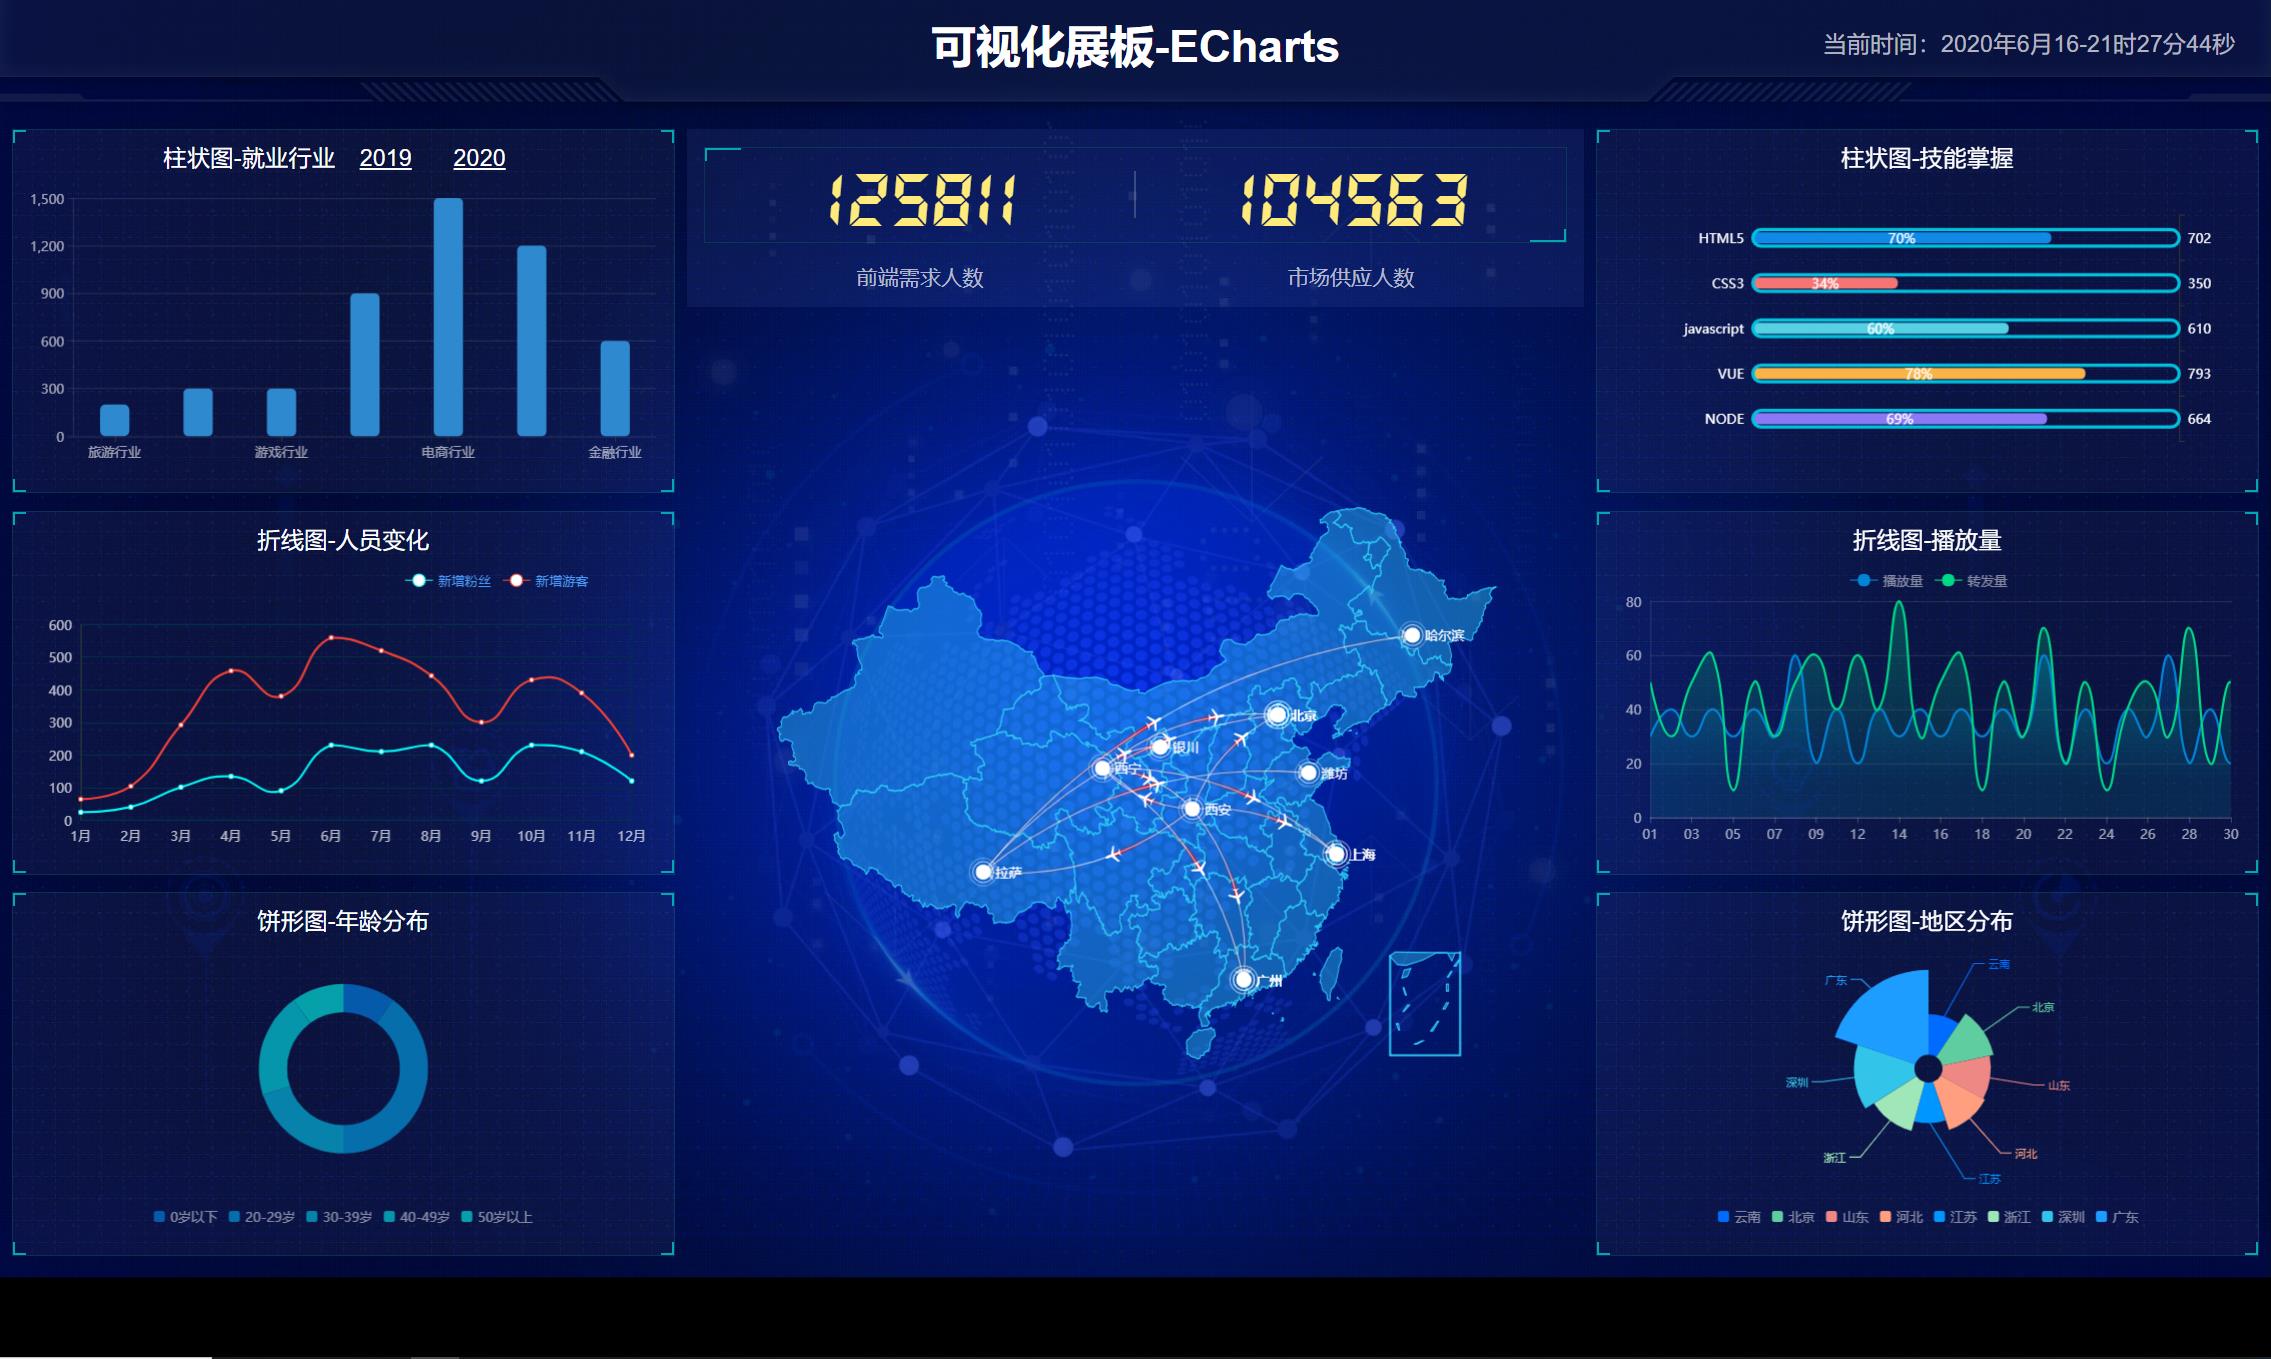 可视化展板-ECharts
当前时间：2020年6月16-21时27分44秒
柱状图-就业行业 2019 2020
1,500
1,200
900
600
300
0
旅游行业 游戏行业 电商行业 金融行业
折线图-人员变化
新增粉丝 新增游客
600
500
400
300
200
100
0
1月 2月 3月 4月 5月 6月 7月 8月 9月 10月 11月 12月
饼形图-年龄分布
0岁以下 20-29岁 30-39岁 40-49岁 50岁以上
125811 104563
前端需求人数 市场供应人数
哈尔滨
北京
银川
西宁
潍坊
西安
上海
拉萨
广州
柱状图-技能掌握
HTML5 70% 702
CSS3 34% 350
javascript 60% 610
VUE 78% 793
NODE 69% 664
折线图-播放量
播放量 转发量
80
60
40
20
0
01 03 05 07 09 12 14 16 18 20 22 24 26 28 30
饼形图-地区分布
云南
广东
北京
深圳
山东
浙江
河北
江苏
云南 北京 山东 河北 江苏 浙江 深圳 广东